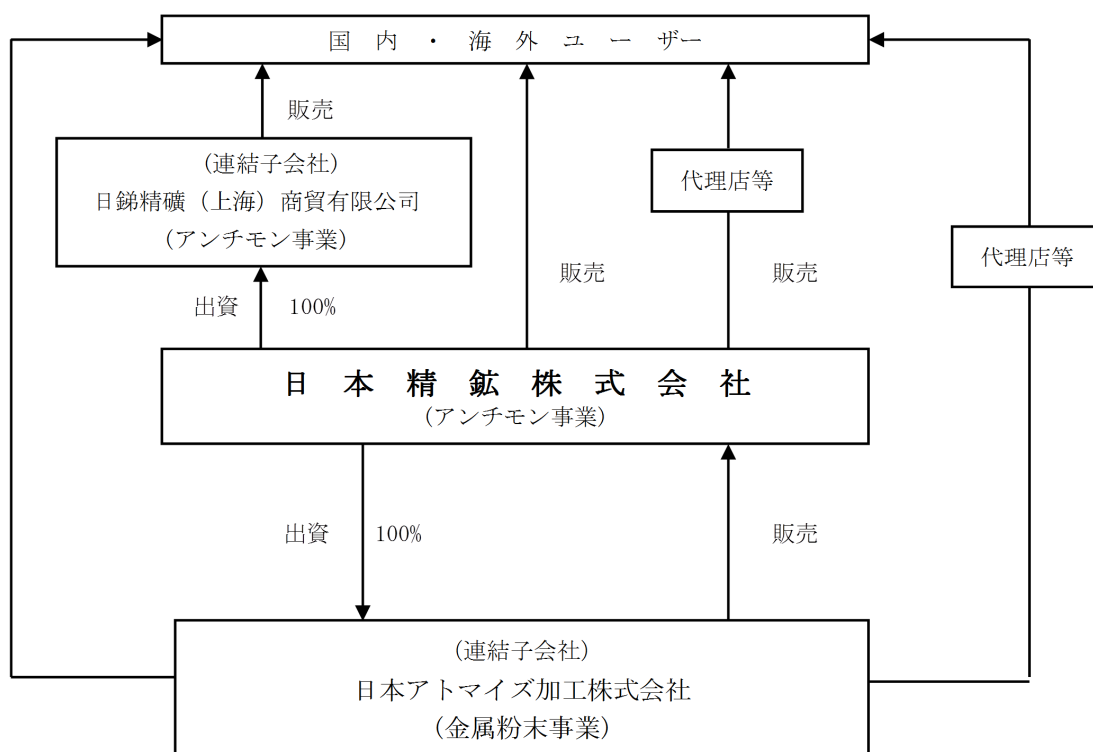 国 内 ・ 海 外 ユ ー ザ ー
販売
(連結子会社)
日銻精礦（上海）商貿有限公司
(アンチモン事業)
代理店等
代理店等
販売
販売
出資 100%
日 本 精 鉱 株 式 会 社
(アンチモン事業)
出資 100%
販売
(連結子会社)
日本アトマイズ加工株式会社
(金属粉末事業)